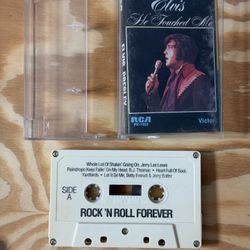 Elvis
He Touched Me
RCA
Victor
ELVIS PRESLEY
Whole Lot Of Shakin' Going On, Jerry Lee Lewis
Raindrops Keep Fallin' On My Head, B.J. Thomas • Heart Full Of Soul,
Yardbirds • Let It Be Me, Betty Everett & Jerry Butler
SIDE
A
ROCK 'N ROLL FOREVER